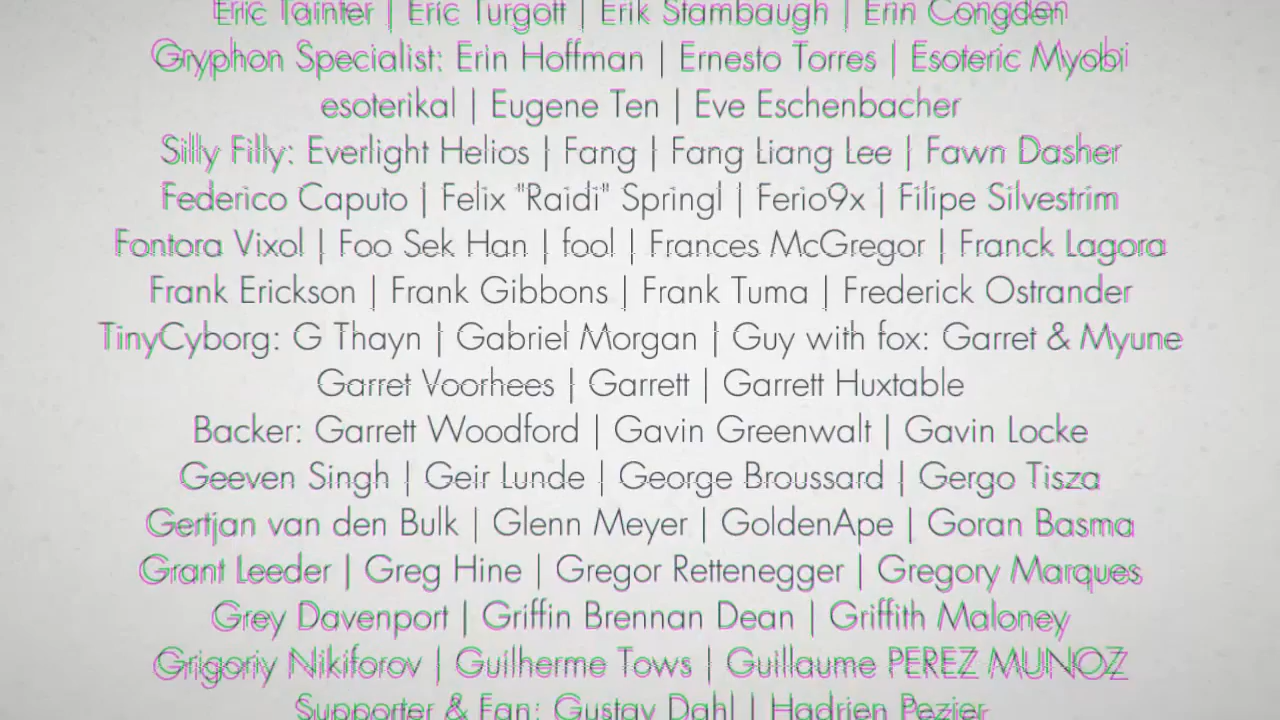 Eric Tainter | Eric Turgott | Erik Stambaugh | Erin Congden
Gryphon Specialist: Erin Hoffman | Ernesto Torres | Esoteric Myobi
esoterikal | Eugene Ten | Eve Eschenbacher
Silly Filly: Everlight Helios | Fang | Fang Liang Lee | Fawn Dasher
Federico Caputo | Felix "Raidi" Springl | Ferio9x | Filipe Silvestrim
Fontora Vixol | Foo Sek Han | fool | Frances McGregor | Franck Lagora
Frank Erickson | Frank Gibbons | Frank Tuma | Frederick Ostrander
TinyCyborg: G Thayn | Gabriel Morgan | Guy with fox: Garret & Myune
Garret Voorhees | Garrett | Garrett Huxtable
Backer: Garrett Woodford | Gavin Greenwalt | Gavin Locke
Geeven Singh | Geir Lunde | George Broussard | Gergo Tisza
Gertjan van den Bulk | Glenn Meyer | GoldenApe | Goran Basma
Grant Leeder | Greg Hine | Gregor Rettenegger | Gregory Marques
Grey Davenport | Griffin Brennan Dean | Griffith Maloney
Grigoriy Nikiforov | Guilherme Tows | Guillaume PEREZ MUNOZ
Supporter & Fan: Gustav Dahl | Hadrien Pezier